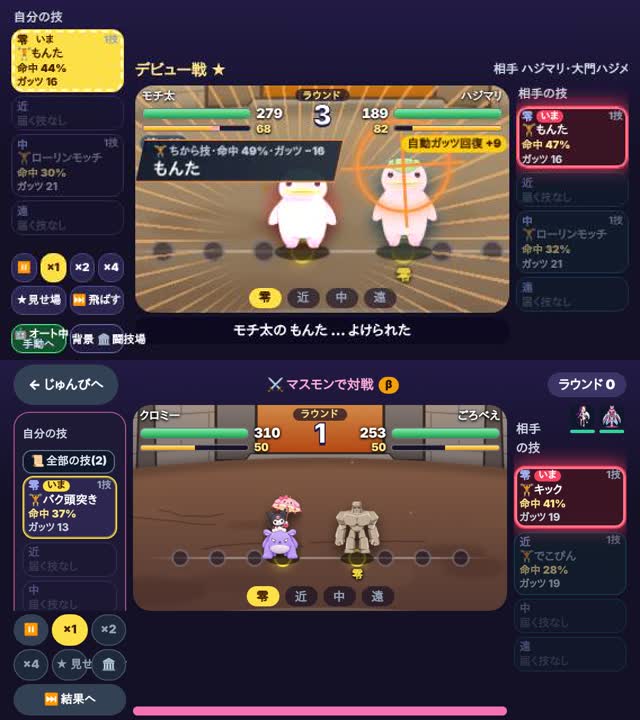 自分の技
零 いま 1技
もんた
命中 44%
ガッツ 16
近
届く技なし
中 1技
ローリンモッチ
命中 30%
ガッツ 21
遠
届く技なし
×1
×2
×4
★見せ場
飛ばす
オート中
手動へ
背景 闘技場
デビュー戦 ★
相手 ハジマリ・大門ハジメ
モチ太
ラウンド
ハジマリ
279
3
189
68
82
自動ガッツ回復 +9
ちから技・命中 49%・ガッツ −16
もんた
零
零
近
中
遠
モチ太の もんた … よけられた
相手の技
零 いま 1技
もんた
命中 47%
ガッツ 16
近
届く技なし
中 1技
ローリンモッチ
命中 32%
ガッツ 21
遠
届く技なし
← じゅんびへ
マスモンで対戦 β
ラウンド 0
自分の技
全部の技(2)
零 いま 1技
バク頭突き
命中 37%
ガッツ 13
近
届く技なし
中
届く技なし
×1
×2
×4
★ 見せ
結果へ
クロミー
ラウンド
ごろべえ
310
1
253
50
50
零
零
近
中
遠
相手
の技
零 いま 1技
キック
命中 41%
ガッツ 19
近 1技
でこぴん
命中 28%
ガッツ 19
中
届く技なし
遠
届く技なし